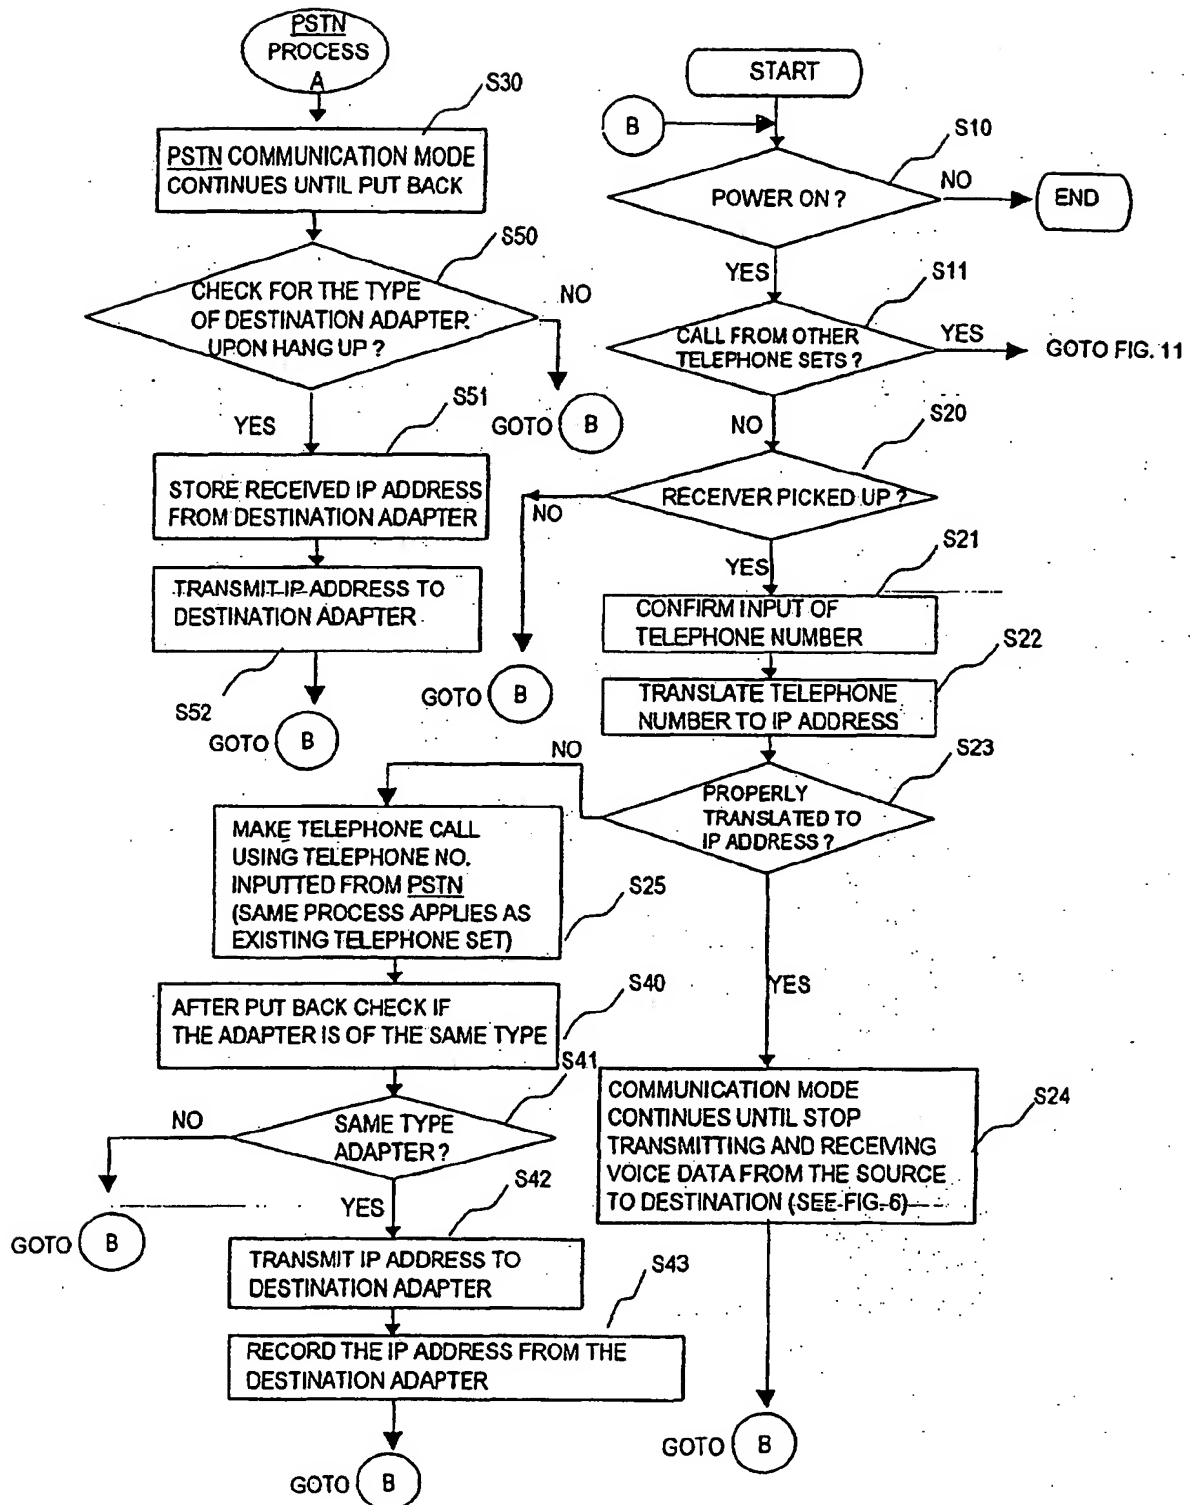 PSTN
PROCESS
A
S30
PSTN COMMUNICATION MODE
CONTINUES UNTIL PUT BACK
S50
CHECK FOR THE TYPE
OF DESTINATION ADAPTER
UPON HANG UP ?
NO
GOTO B
YES
S51
STORE RECEIVED IP ADDRESS
FROM DESTINATION ADAPTER
TRANSMIT IP ADDRESS TO
DESTINATION ADAPTER
S52
GOTO B
START
B
S10
POWER ON ?
NO
END
YES
S11
CALL FROM OTHER
TELEPHONE SETS ?
YES
GOTO FIG. 11
NO
S20
RECEIVER PICKED UP ?
NO
GOTO B
YES
S21
CONFIRM INPUT OF
TELEPHONE NUMBER
S22
TRANSLATE TELEPHONE
NUMBER TO IP ADDRESS
S23
PROPERLY
TRANSLATED TO
IP ADDRESS ?
NO
MAKE TELEPHONE CALL
USING TELEPHONE NO.
INPUTTED FROM PSTN
(SAME PROCESS APPLIES AS
EXISTING TELEPHONE SET)
S25
AFTER PUT BACK CHECK IF
THE ADAPTER IS OF THE SAME TYPE
S40
S41
SAME TYPE
ADAPTER ?
NO
GOTO B
YES
S42
TRANSMIT IP ADDRESS TO
DESTINATION ADAPTER
S43
RECORD THE IP ADDRESS FROM THE
DESTINATION ADAPTER
GOTO B
YES
COMMUNICATION MODE
CONTINUES UNTIL STOP
TRANSMITTING AND RECEIVING
VOICE DATA FROM THE SOURCE
TO DESTINATION (SEE FIG. 6)
S24
GOTO B